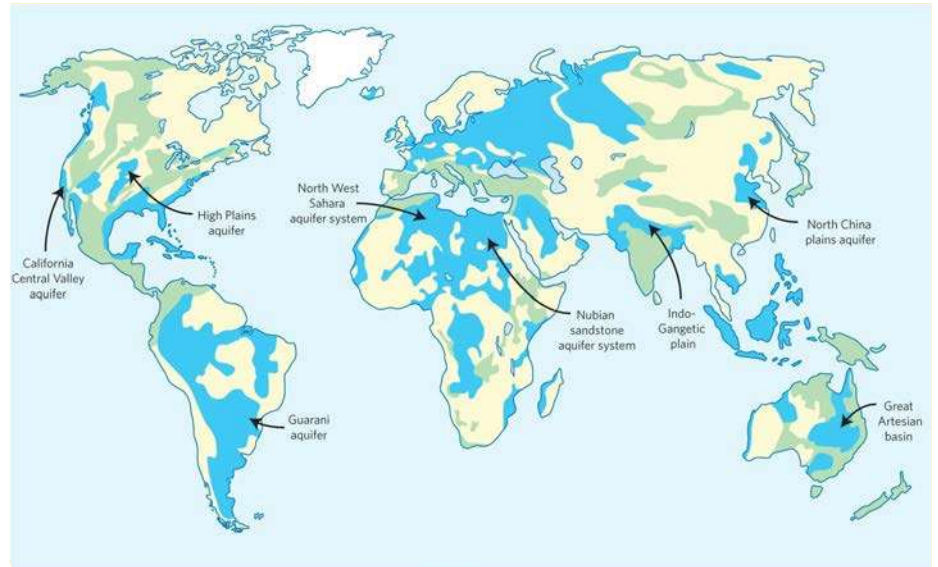 High Plains
aquifer
California
Central Valley
aquifer
Guarani
aquifer
North West
Sahara
aquifer system
Nubian
sandstone
aquifer system
Indo-
Gangetic
plain
North China
plains aquifer
Great
Artesian
basin